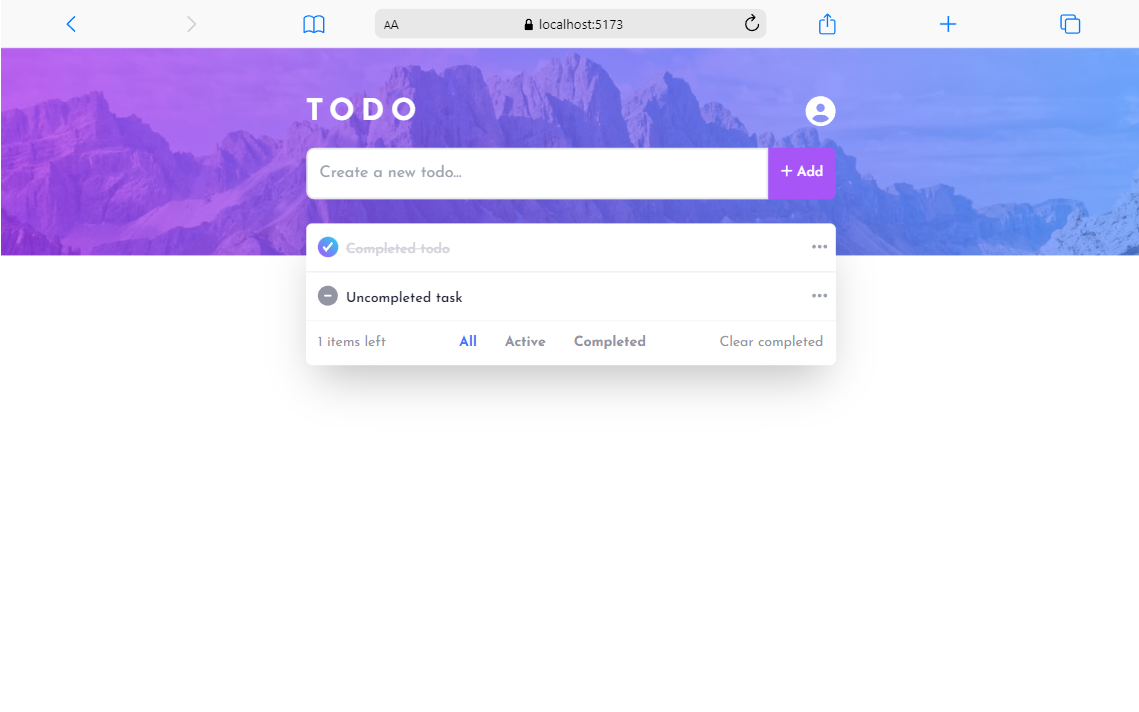 AA localhost:5173
TODO
Create a new todo... + Add
Completed todo
Uncompleted task
1 items left All Active Completed Clear completed